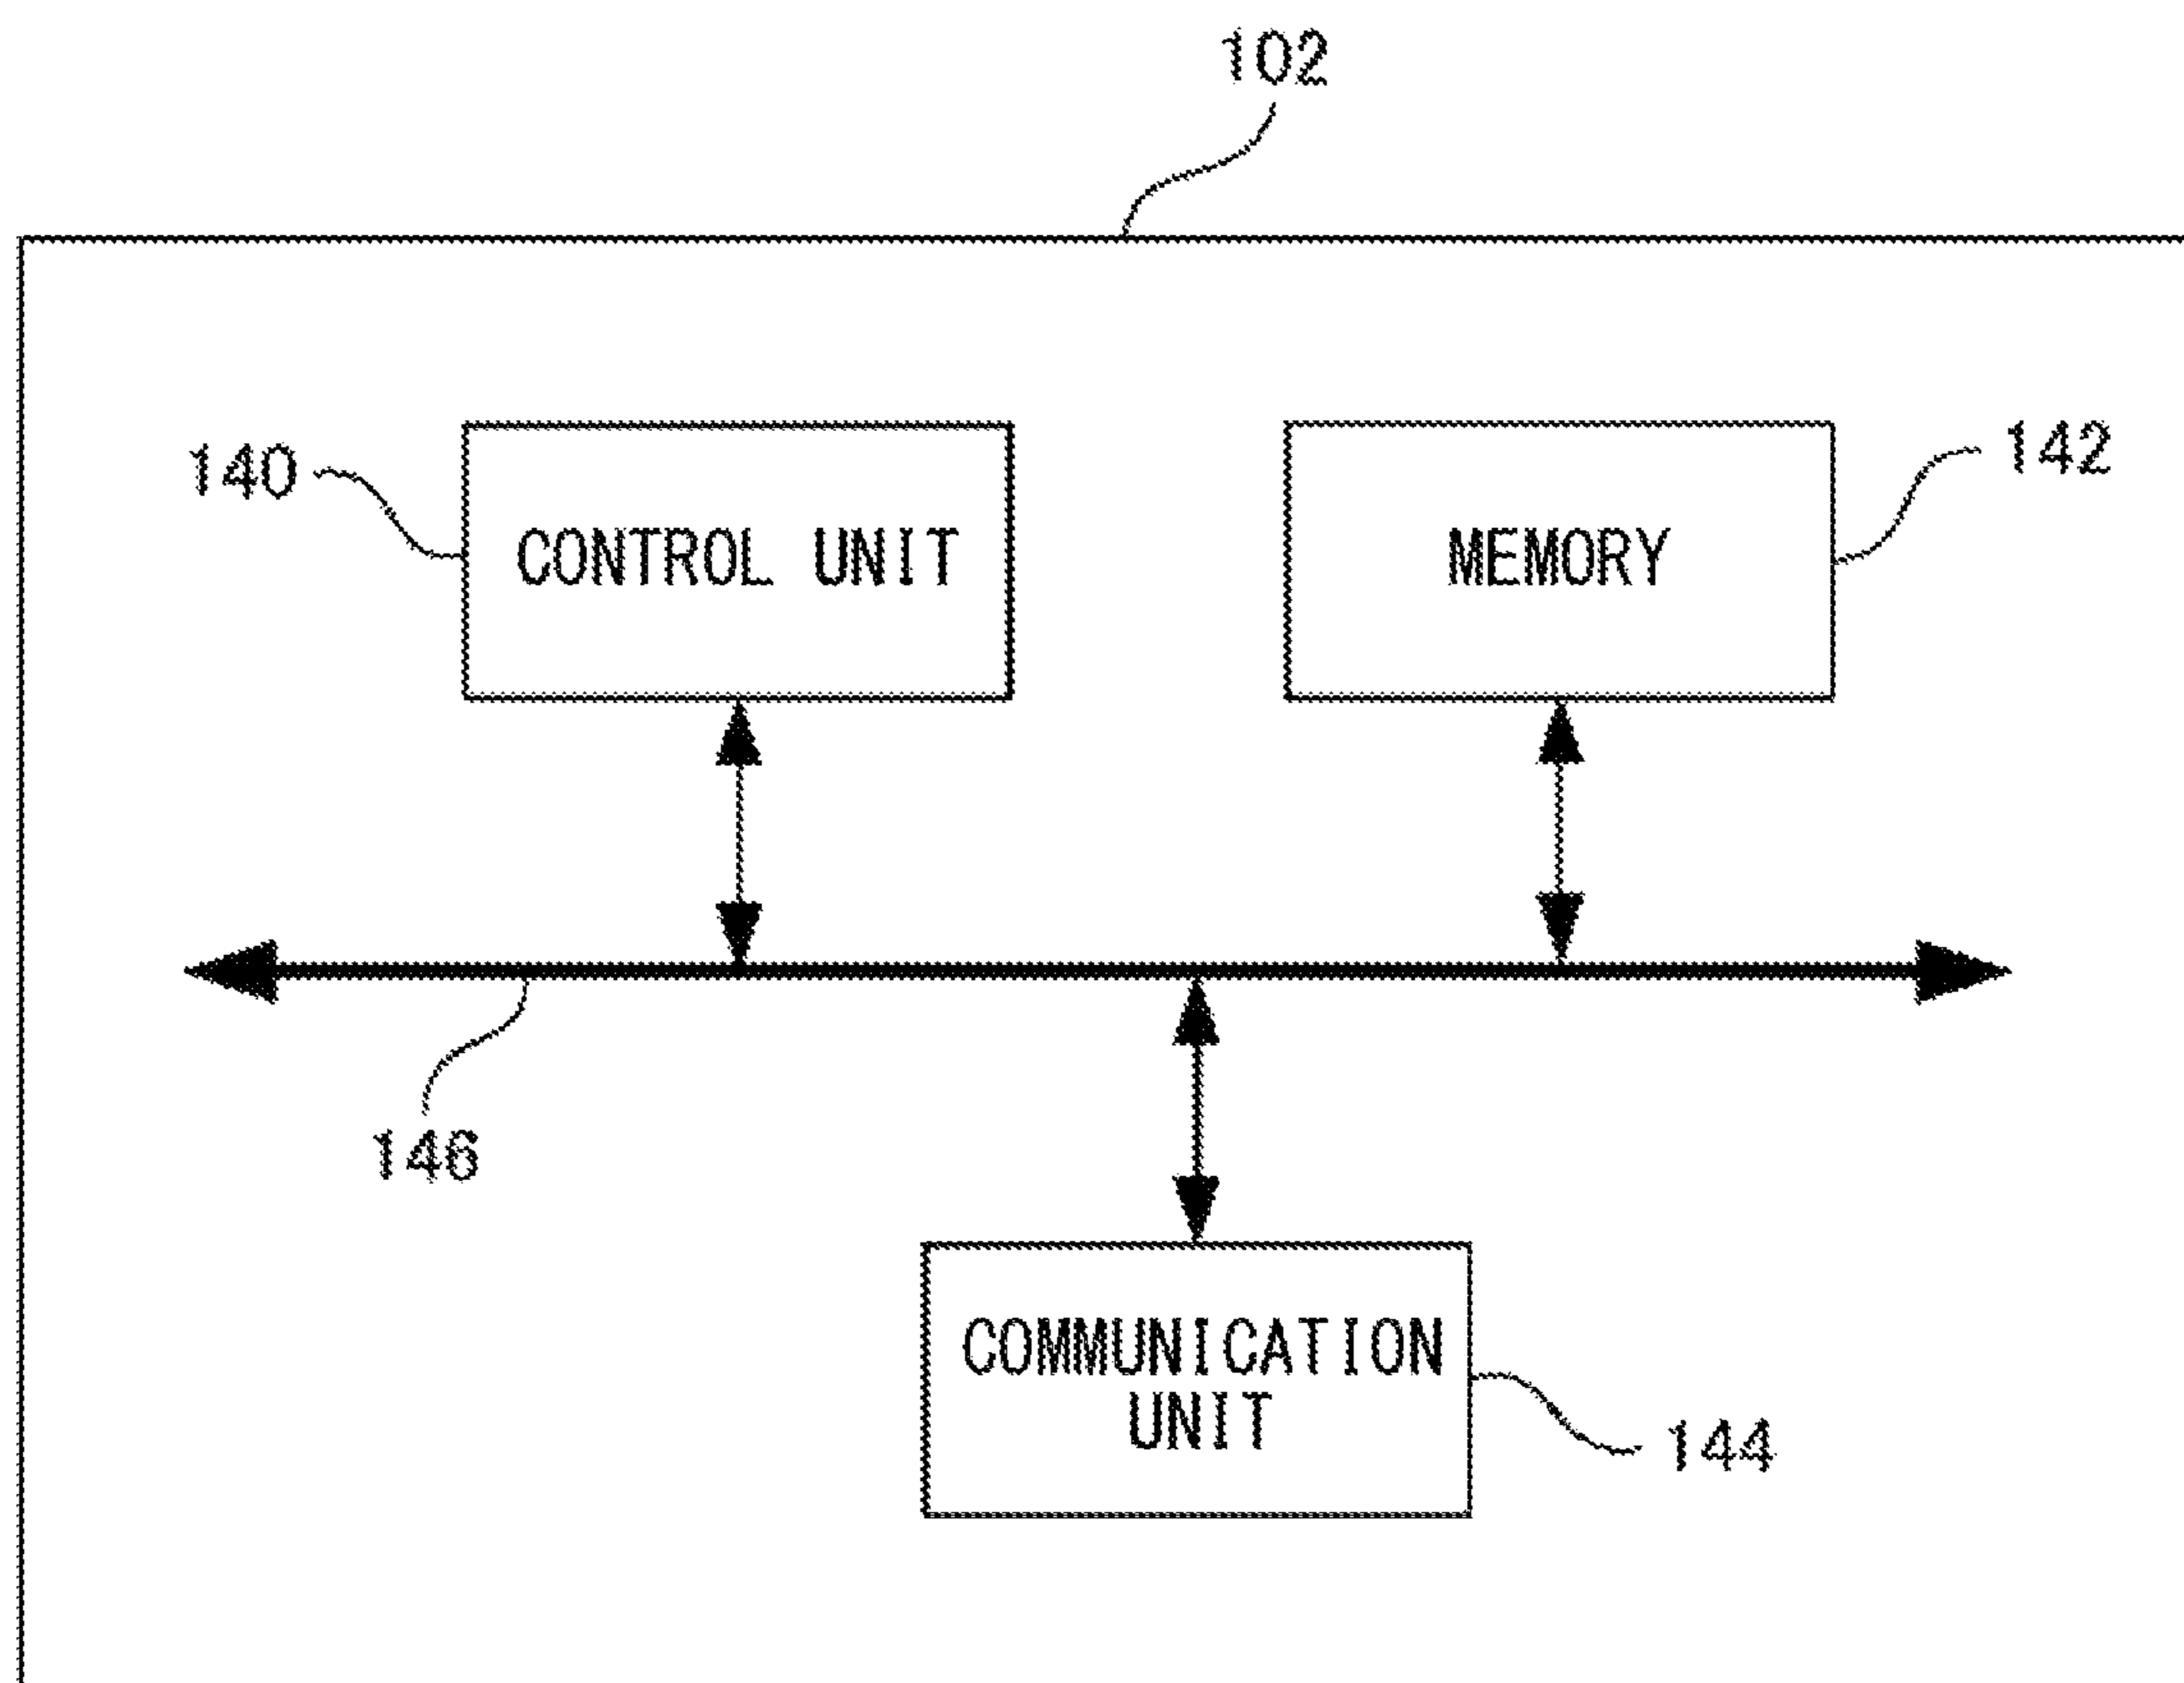 102
140
CONTROL UNIT
MEMORY
142
146
COMMUNICATION
UNIT
144